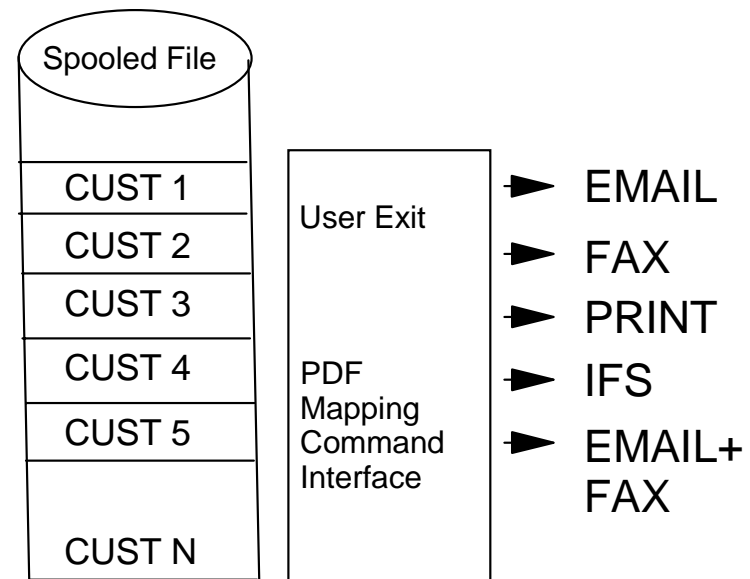 Spooled File
CUST 1
CUST 2
CUST 3
CUST 4
CUST 5
CUST N
User Exit
PDF
Mapping
Command
Interface
EMAIL
FAX
PRINT
IFS
EMAIL+
FAX